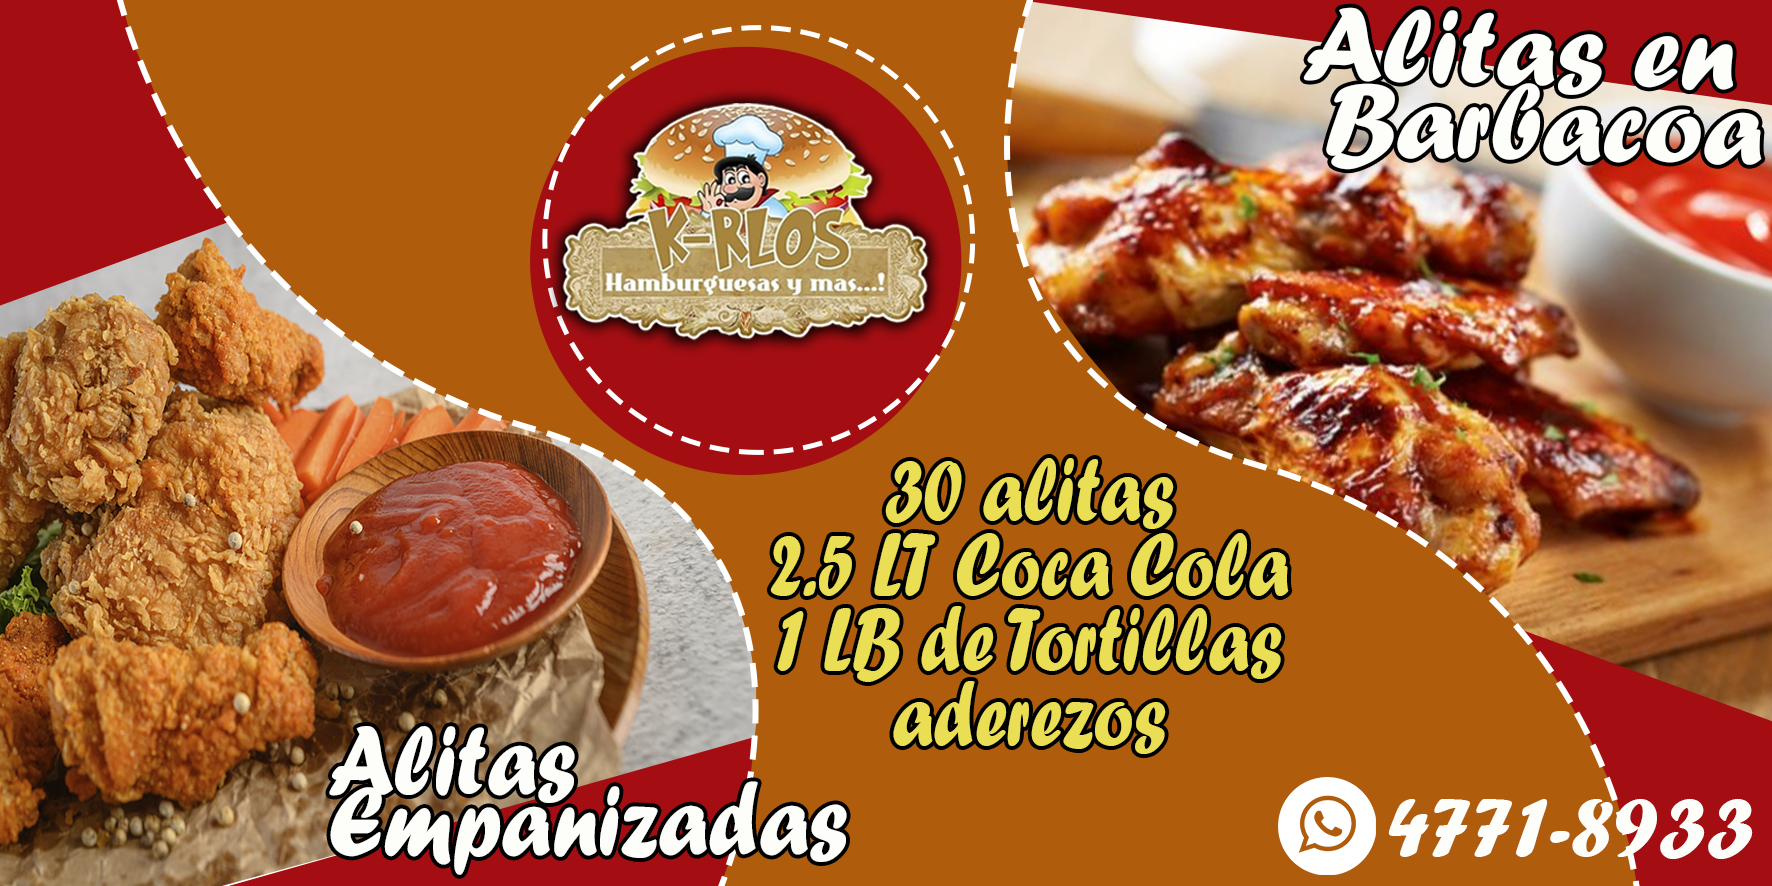 Alitas en
Barbacoa
K-RLOS
Hamburguesas y mas...!
30 alitas
2.5 LT Coca Cola
1 LB de Tortillas
aderezos
Alitas
Empanizadas
4771-8933